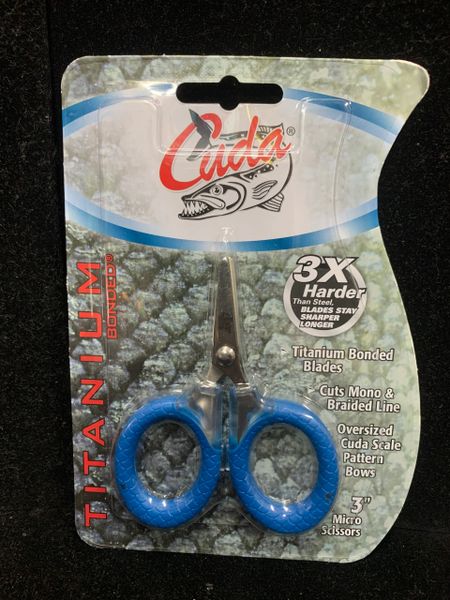 Cuda®
TITANIUM
BONDED®
3X
Harder
Than Steel,
BLADES STAY
SHARPER
LONGER
Titanium Bonded
Blades
Cuts Mono &
Braided Line
Oversized
Cuda Scale
Pattern
Bows
3"
Micro
Scissors